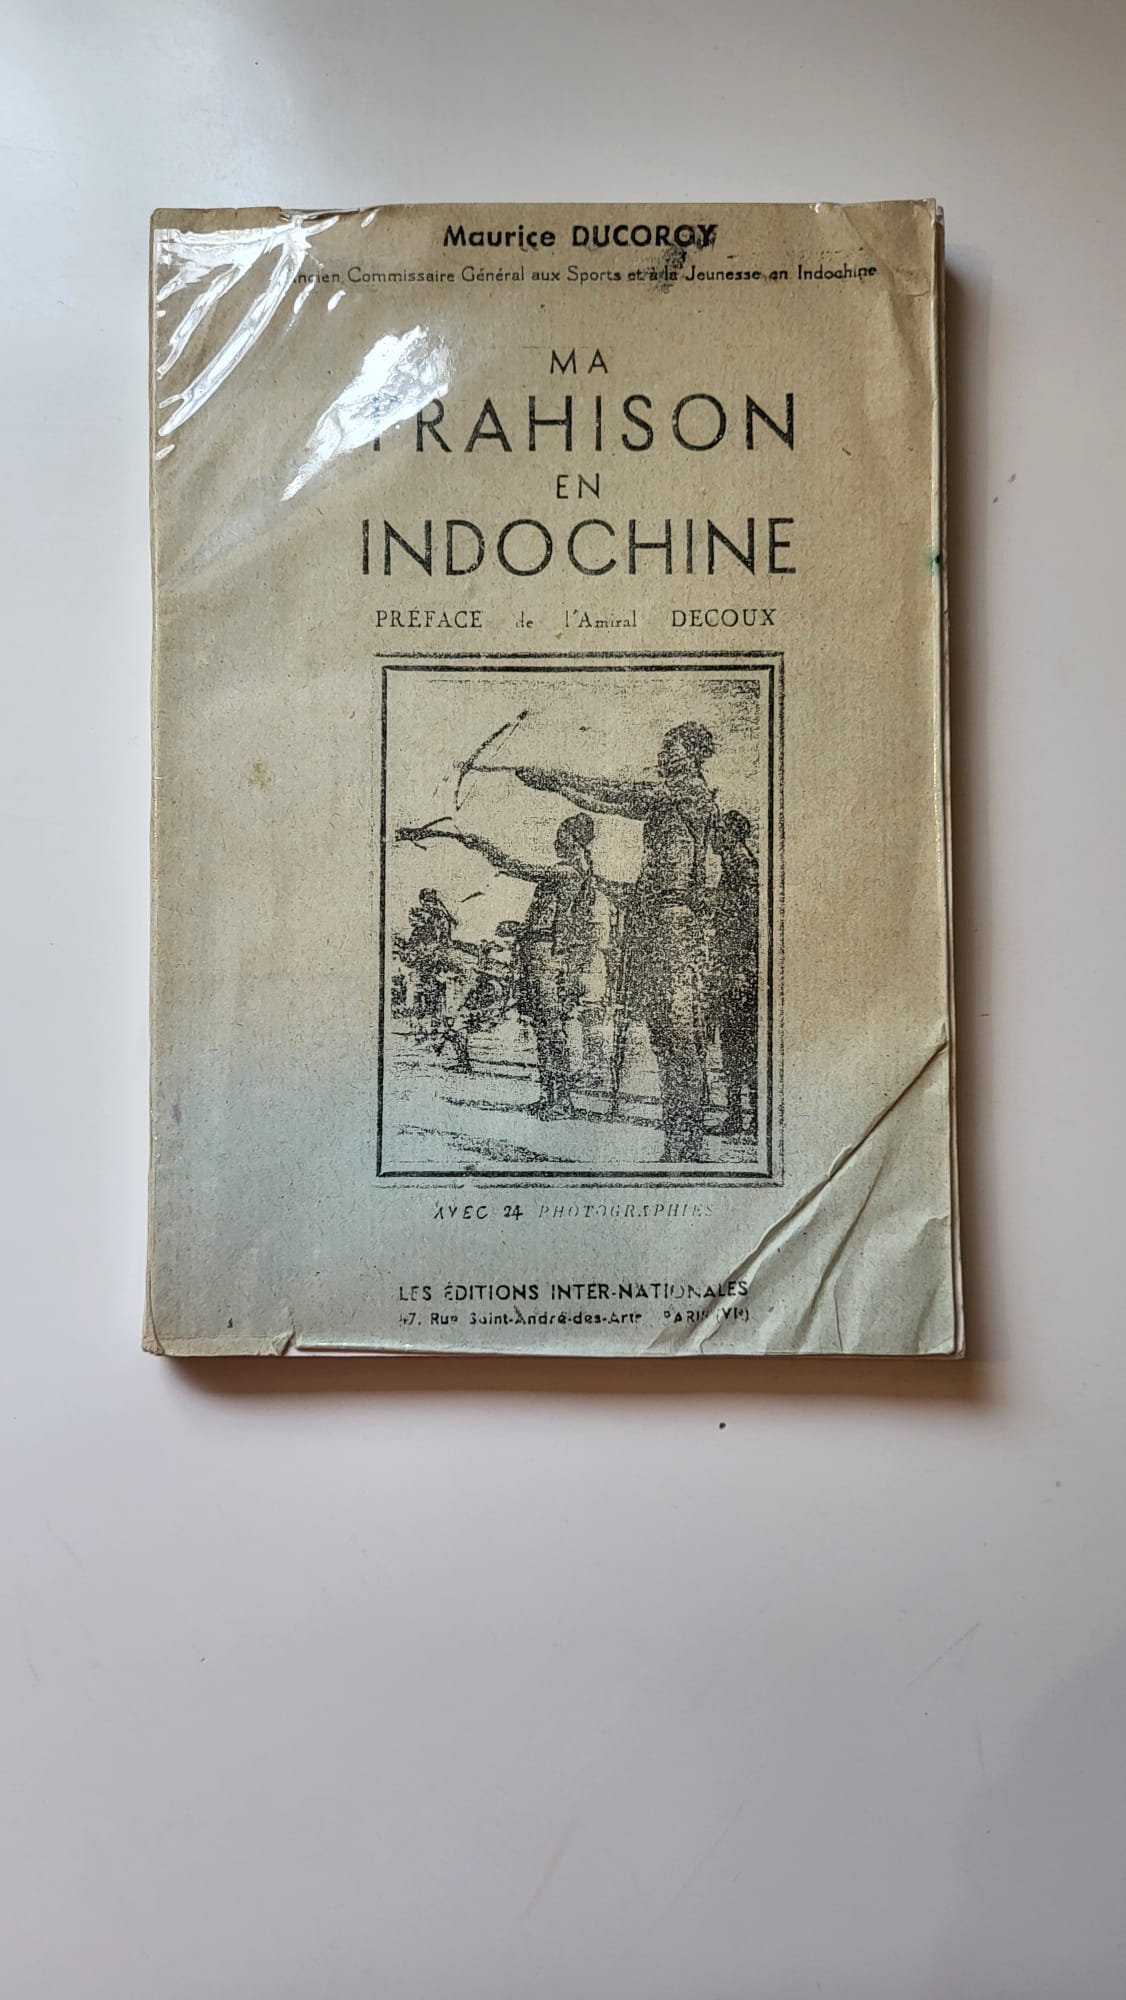 Maurice DUCOROY
Ancien Commissaire Général aux Sports et à la Jeunesse en Indochine
MA
TRAHISON
EN
INDOCHINE
PRÉFACE de l'Amiral DECOUX
AVEC 24 PHOTOGRAPHIES
LES ÉDITIONS INTER-NATIONALES
47, Rue Saint-André-des-Arts PARIS (VIe)